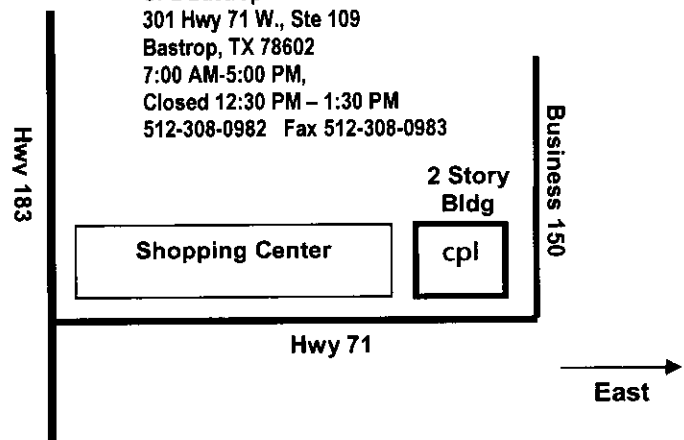 301 Hwy 71 W., Ste 109
Bastrop, TX 78602
7:00 AM-5:00 PM,
Closed 12:30 PM – 1:30 PM
512-308-0982 Fax 512-308-0983
Hwy 183
Business 150
2 Story
Bldg
Shopping Center
cpl
Hwy 71
East